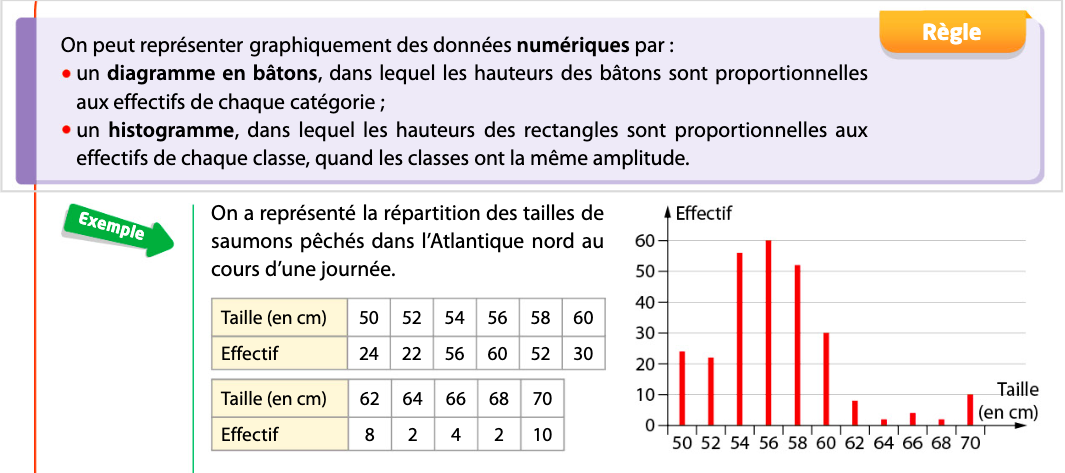 Règle
On peut représenter graphiquement des données numériques par :
• un diagramme en bâtons, dans lequel les hauteurs des bâtons sont proportionnelles
aux effectifs de chaque catégorie ;
• un histogramme, dans lequel les hauteurs des rectangles sont proportionnelles aux
effectifs de chaque classe, quand les classes ont la même amplitude.
Exemple
On a représenté la répartition des tailles de
saumons pêchés dans l'Atlantique nord au
cours d'une journée.
Taille (en cm) 50 52 54 56 58 60
Effectif 24 22 56 60 52 30
Taille (en cm) 62 64 66 68 70
Effectif 8 2 4 2 10
Effectif
60
50
40
30
20
10
0
50 52 54 56 58 60 62 64 66 68 70
Taille
(en cm)